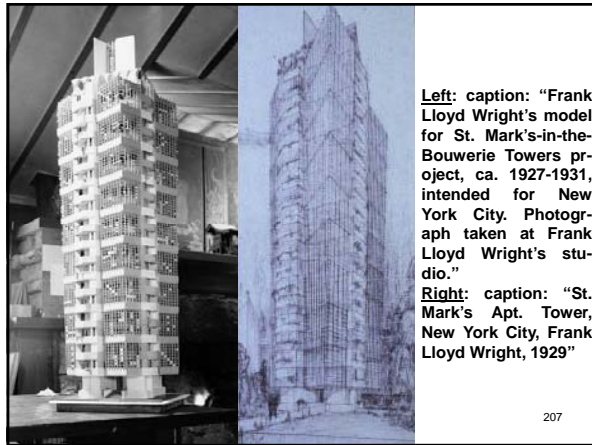 Left: caption: “Frank
Lloyd Wright’s model
for St. Mark’s-in-the-
Bouwerie Towers pr-
oject, ca. 1927-1931,
intended for New
York City. Photogr-
aph taken at Frank
Lloyd Wright’s stu-
dio.”
Right: caption: “St.
Mark’s Apt. Tower,
New York City, Frank
Lloyd Wright, 1929”
207